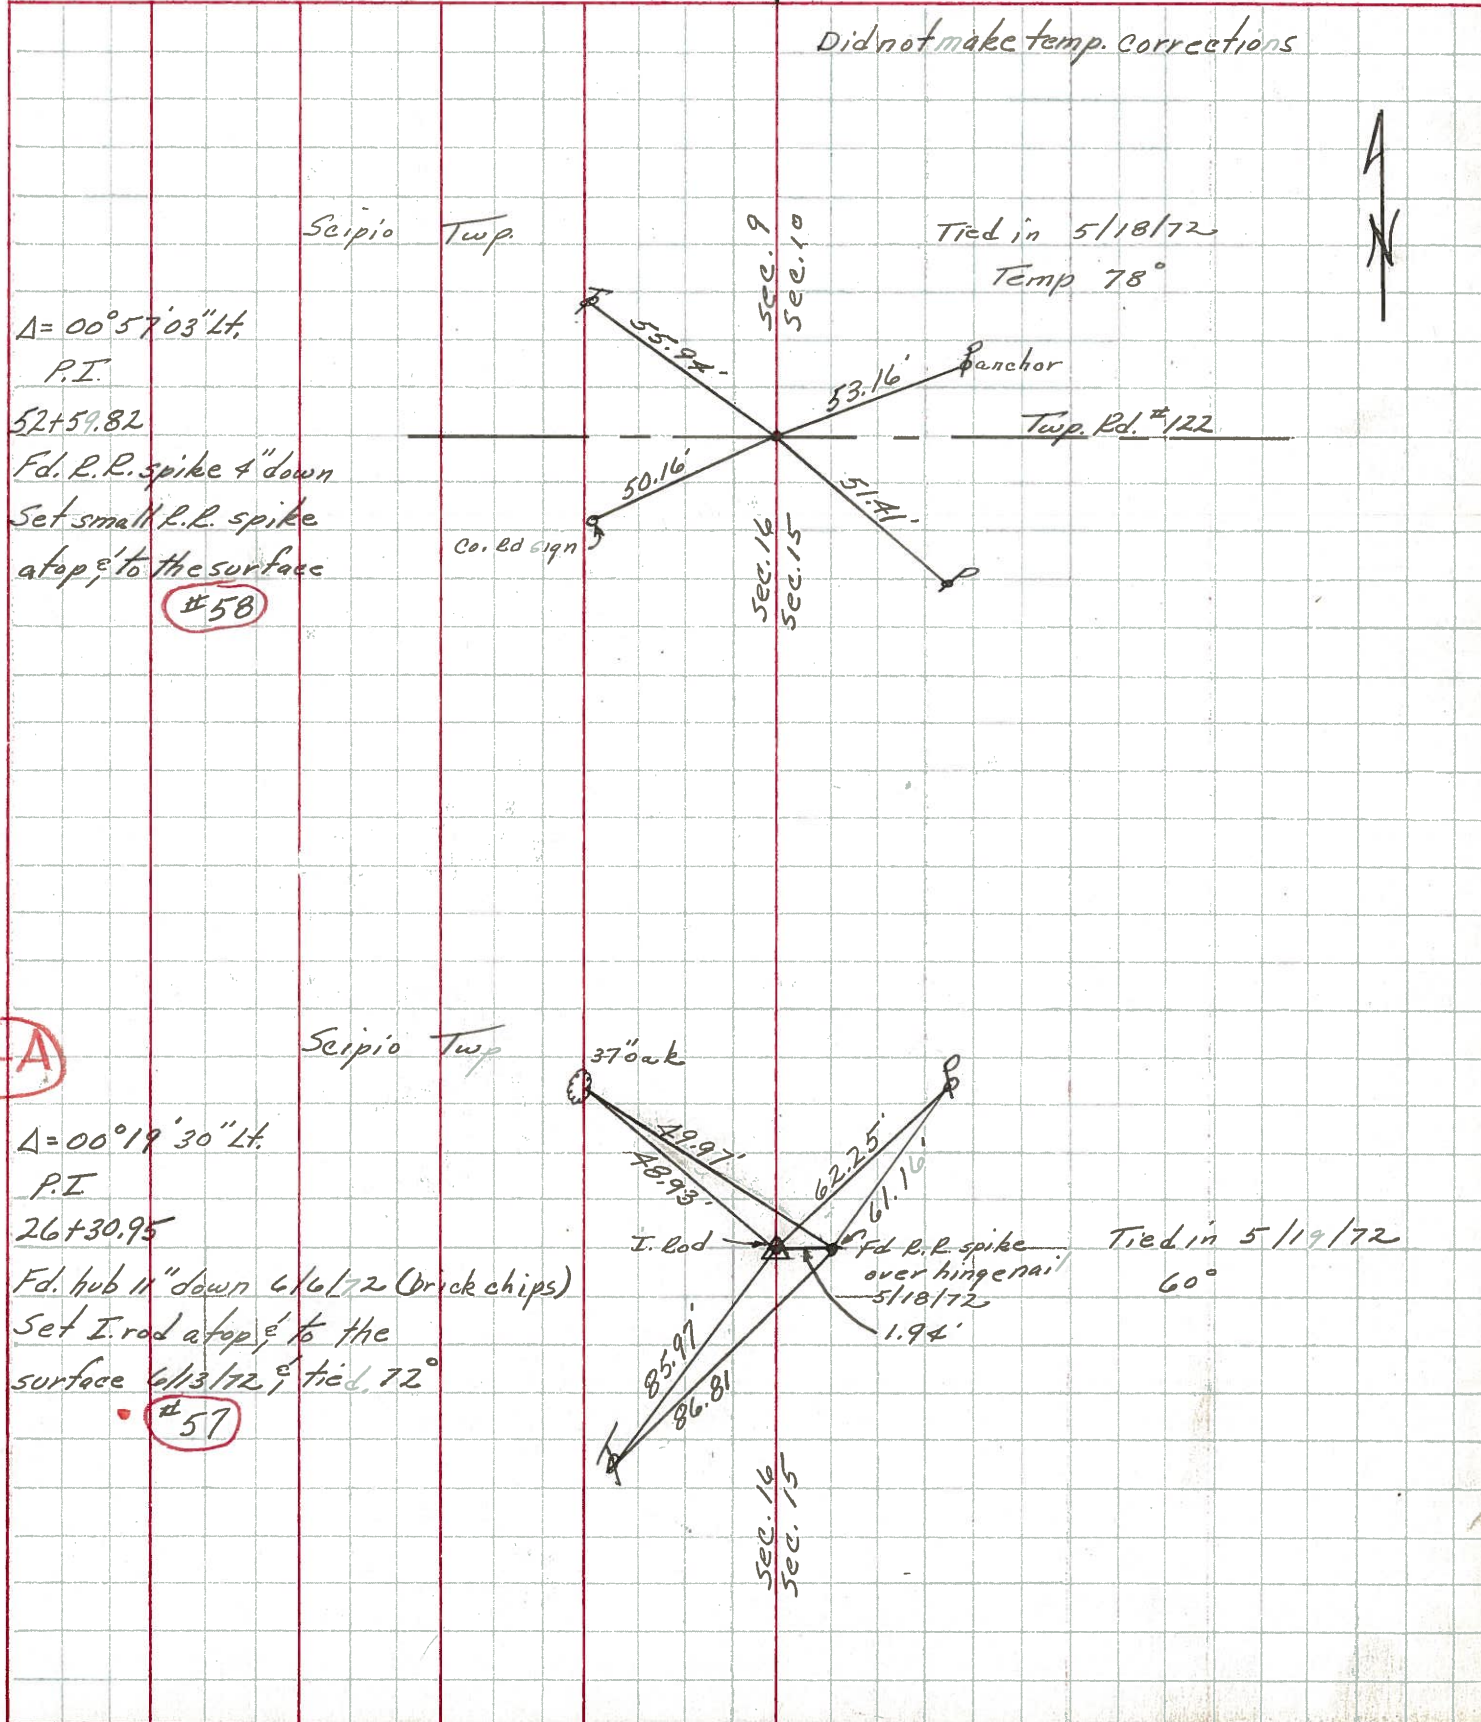 Did not make temp. corrections
N
Scipio Twp.
Sec. 9
Sec. 10
Tied in 5/18/72
Temp 78°
Δ= 00°57'03" Lt.
P.I.
52+59.82
Fd. R.R. spike 4" down
Set small R.R. spike
atop & to the surface
#58
55.94'
53.16'
anchor
Twp. Rd. #122
50.16'
51.41'
Co. Rd sign
Sec. 16
Sec. 15
A
Scipio Twp
37" oak
Δ= 00°19'30" Lt.
P.I.
26+30.95
Fd. hub 11" down 6/6/72 (brick chips)
Set I. rod atop & to the
surface 6/13/72 & tied. 72°
#57
49.97'
48.93'
62.25'
61.16'
I. Rod
Fd R.R. spike
over hinge nail
5/18/72
1.94'
Tied in 5/19/72
60°
85.97'
86.81
Sec. 16
Sec. 15